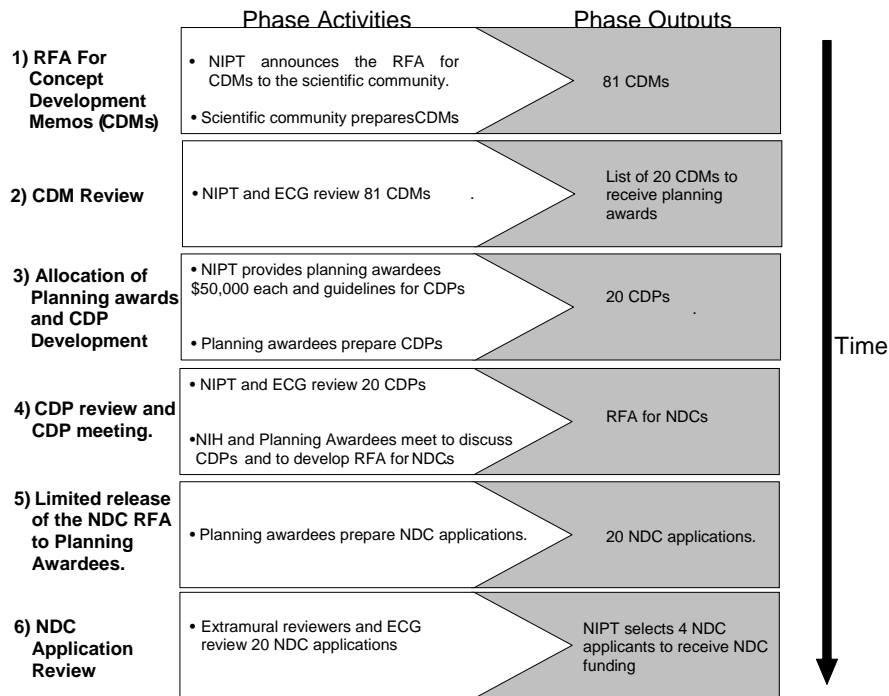 Phase Activities
Phase Outputs
1) RFA For
Concept
Development
Memos (CDMs)
• NIPT announces the RFA for
CDMs to the scientific community.
• Scientific community preparesCDMs
81 CDMs
2) CDM Review
• NIPT and ECG review 81 CDMs .
List of 20 CDMs to
receive planning
awards
3) Allocation of
Planning awards
and CDP
Development
• NIPT provides planning awardees
$50,000 each and guidelines for CDPs
• Planning awardees prepare CDPs.
20 CDPs
.
Time
4) CDP review and
CDP meeting.
• NIPT and ECG review 20 CDPs
•NIH and Planning Awardees meet to discuss
CDPs and to develop RFA for NDCs.
RFA for NDCs
5) Limited release
of the NDC RFA
to Planning
Awardees.
• Planning awardees prepare NDC applications.
20 NDC applications.
6) NDC
Application
Review
• Extramural reviewers and ECG
review 20 NDC applications
NIPT selects 4 NDC
applicants to receive NDC
funding